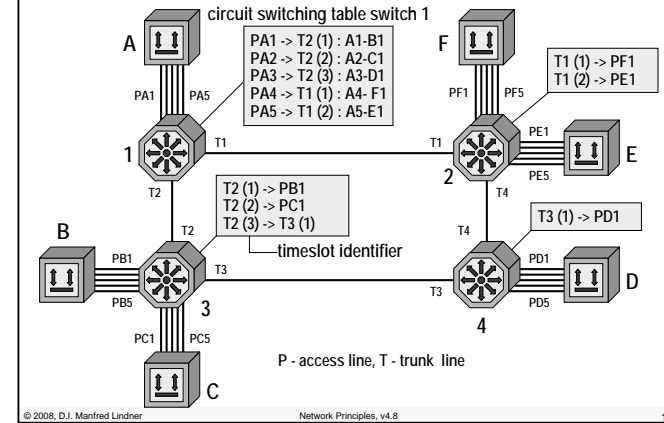 circuit switching table switch 1
A
PA1 -> T2 (1) : A1-B1
PA2 -> T2 (2) : A2-C1
PA3 -> T2 (3) : A3-D1
PA4 -> T1 (1) : A4- F1
PA5 -> T1 (2) : A5-E1
F
T1 (1) -> PF1
T1 (2) -> PE1
PA1
PA5
PF1
PF5
1
T1
T1
2
PE1
PE5
E
T2
T4
T2 (1) -> PB1
T2 (2) -> PC1
T2 (3) -> T3 (1)
timeslot identifier
T3 (1) -> PD1
B
T2
T4
PB1
PB5
3
T3
T3
4
PD1
PD5
D
PC1
PC5
C
P - access line, T - trunk line
© 2008, D.I. Manfred Lindner
Network Principles, v4.8